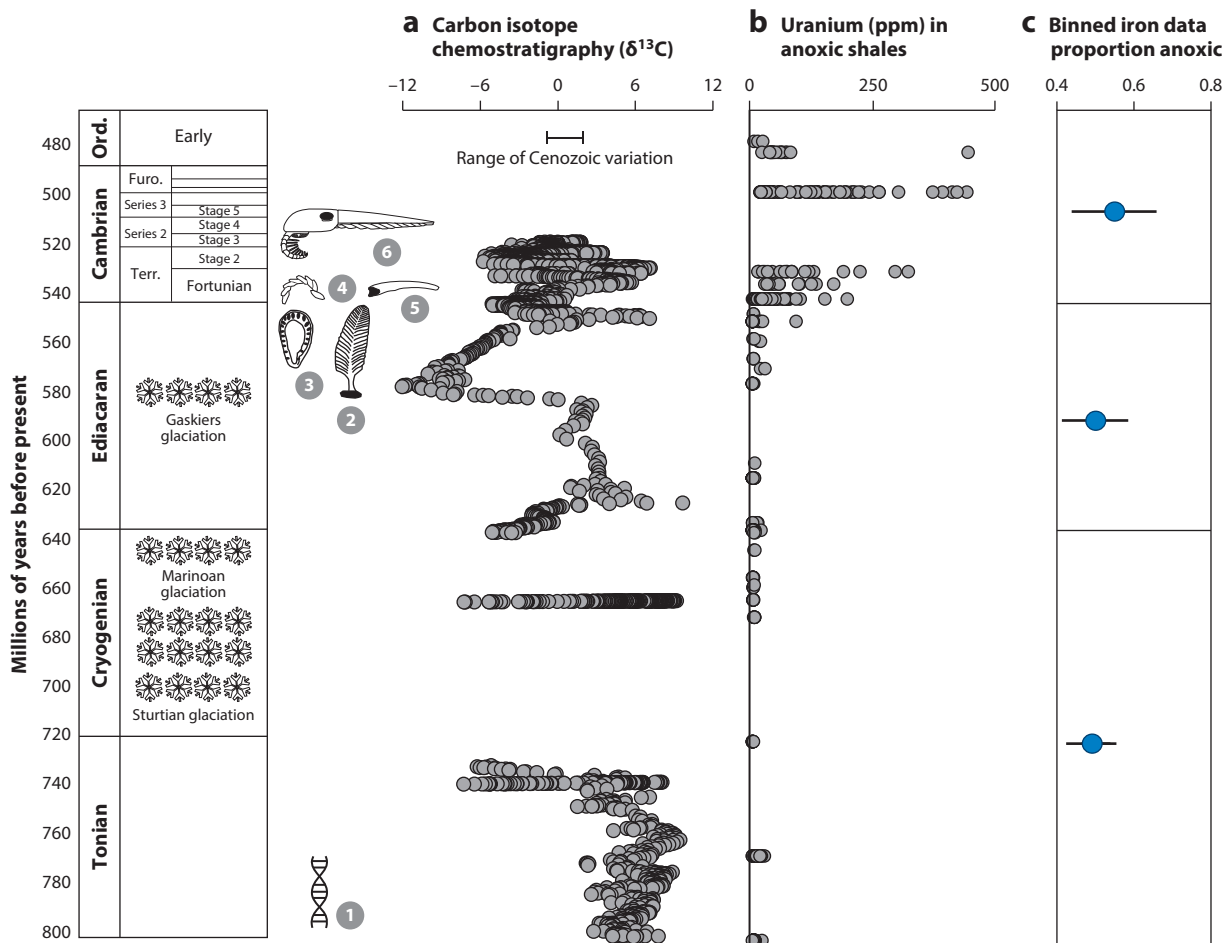 a Carbon isotope
chemostratigraphy (δ¹³C)
−12 −6 0 6 12
Range of Cenozoic variation
b Uranium (ppm) in
anoxic shales
0 250 500
c Binned iron data
proportion anoxic
0.4 0.6 0.8
Millions of years before present
480
500
520
540
560
580
600
620
640
660
680
700
720
740
760
780
800
Ord.
Early
Cambrian
Furo.
Series 3
Stage 5
Series 2
Stage 4
Stage 3
Terr.
Stage 2
Fortunian
Ediacaran
Gaskiers
glaciation
Cryogenian
Marinoan
glaciation
Sturtian glaciation
Tonian
6
4
5
3
2
1